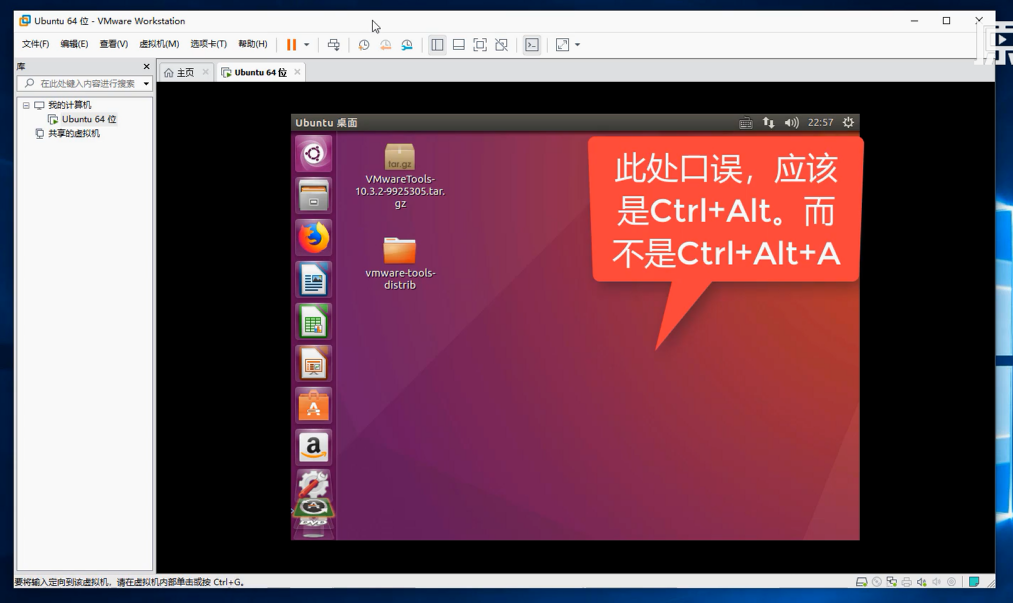 Ubuntu 64 位 - VMware Workstation
文件(F) 编辑(E) 查看(V) 虚拟机(M) 选项卡(T) 帮助(H)
库
主页
Ubuntu 64 位
在此处键入内容进行搜索
我的计算机
Ubuntu 64 位
共享的虚拟机
Ubuntu 桌面
22:57
tar.gz
VMwareTools-
10.3.2-9925305.tar.
gz
vmware-tools-
distrib
此处口误，应该
是Ctrl+Alt。而
不是Ctrl+Alt+A
a
DVD
要将输入定向到该虚拟机，请在虚拟机内部单击或按 Ctrl+G。